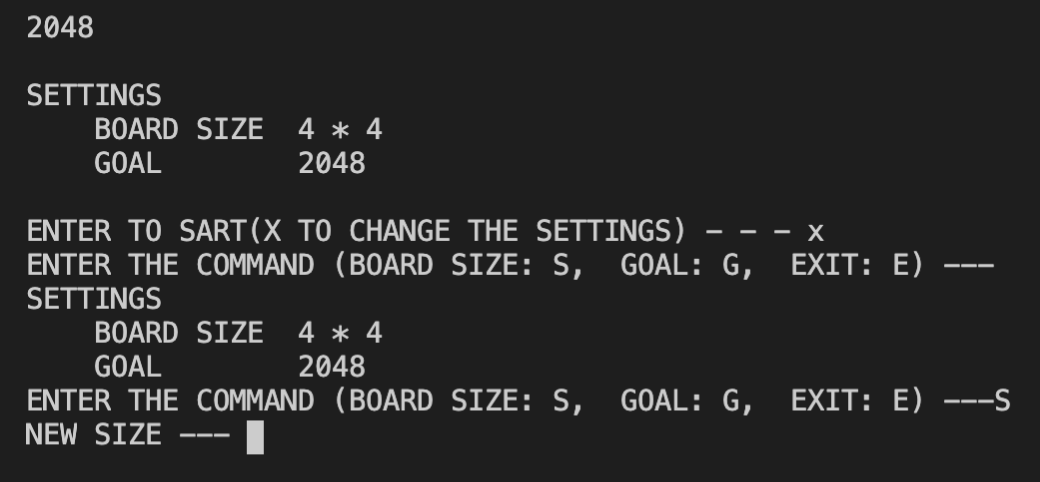 2048
SETTINGS
BOARD SIZE 4 * 4
GOAL 2048
ENTER TO SART(X TO CHANGE THE SETTINGS) - - - x
ENTER THE COMMAND (BOARD SIZE: S, GOAL: G, EXIT: E) ---
SETTINGS
BOARD SIZE 4 * 4
GOAL 2048
ENTER THE COMMAND (BOARD SIZE: S, GOAL: G, EXIT: E) ---S
NEW SIZE ---